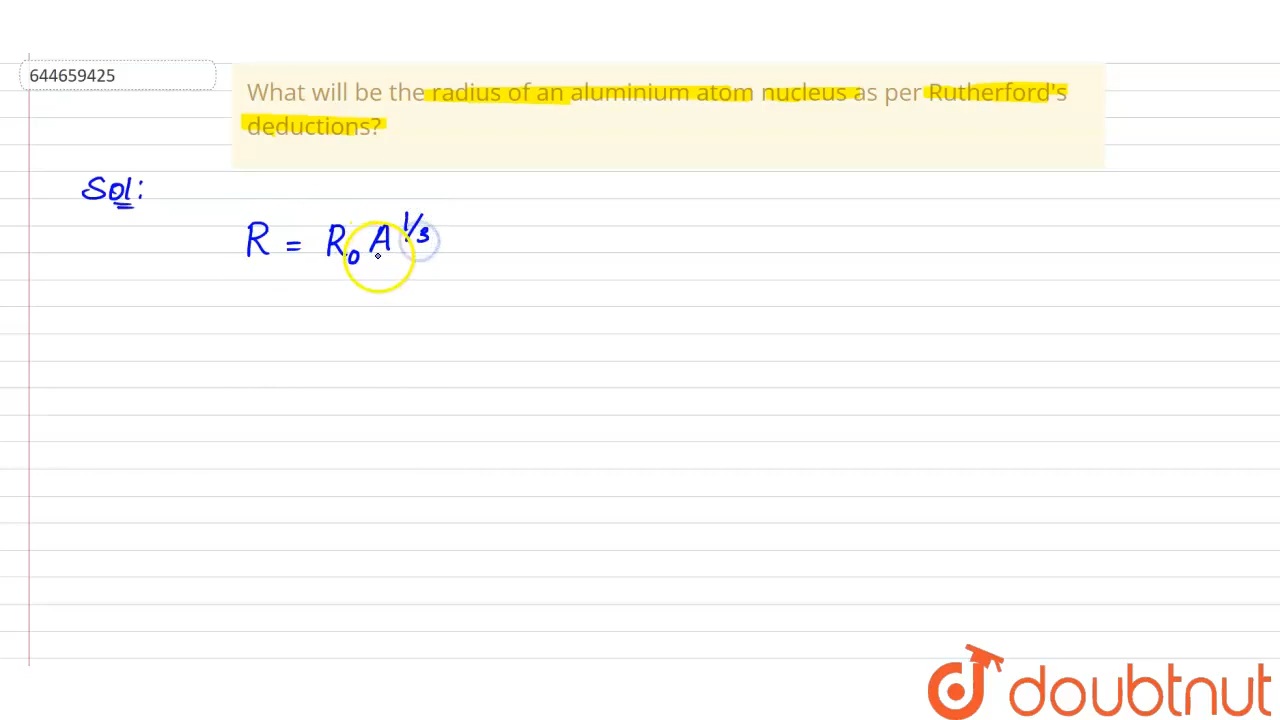 644659425
What will be the radius of an aluminium atom nucleus as per Rutherford's
deductions?
Sol:
R = R₀ A^1/3
doubtnut